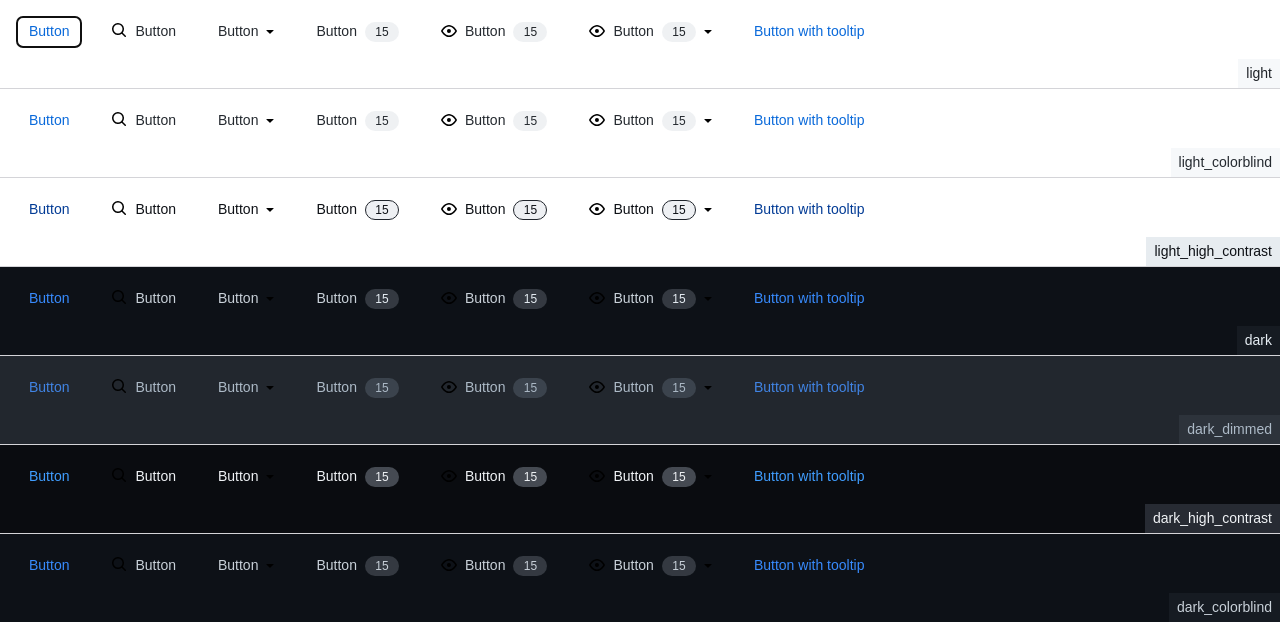 Button Button Button Button 15 Button 15 Button 15 Button with tooltip
light
Button Button Button Button 15 Button 15 Button 15 Button with tooltip
light_colorblind
Button Button Button Button 15 Button 15 Button 15 Button with tooltip
light_high_contrast
Button Button Button Button 15 Button 15 Button 15 Button with tooltip
dark
Button Button Button Button 15 Button 15 Button 15 Button with tooltip
dark_dimmed
Button Button Button Button 15 Button 15 Button 15 Button with tooltip
dark_high_contrast
Button Button Button Button 15 Button 15 Button 15 Button with tooltip
dark_colorblind